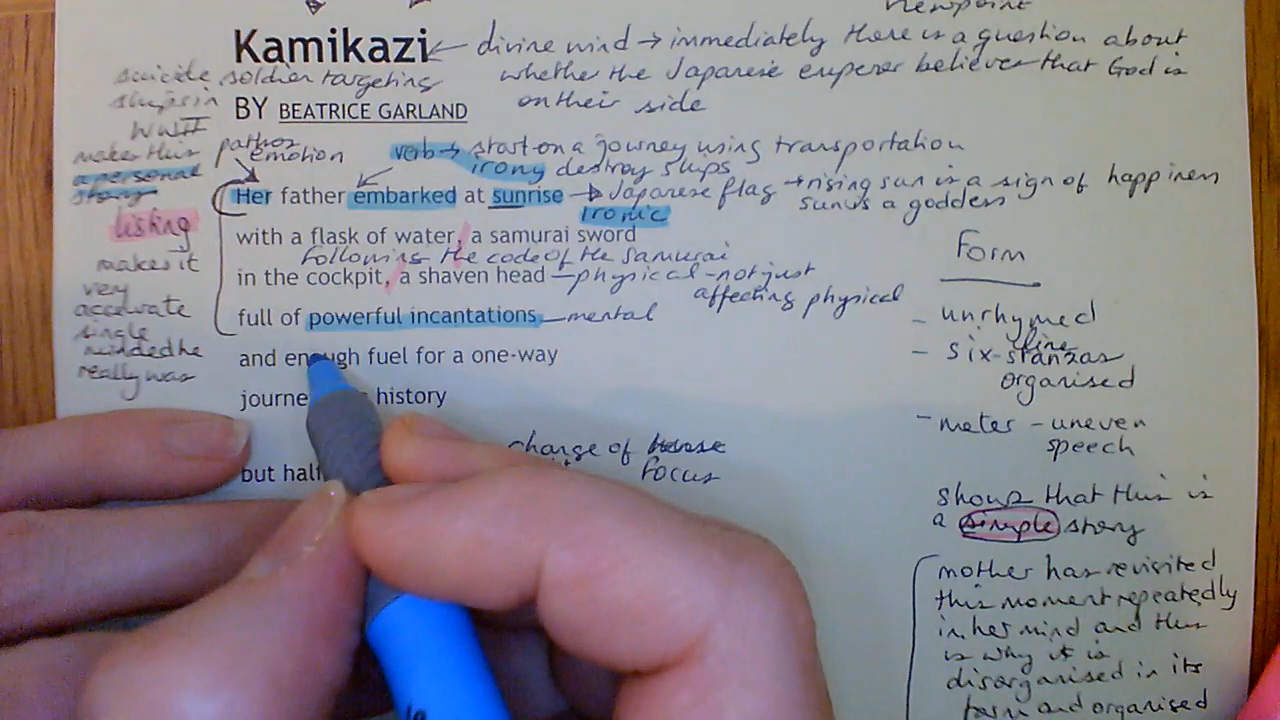 viewpoint
Kamikazi
divine wind → immediately there is a question about
whether the Japanese emperor believes that God is
on their side
suicide soldier targeting
ships in
WWII
BY BEATRICE GARLAND
makes this
a personal
story
pathos
emotion
verb → start on a journey using transportation
irony destroy ships
Her father embarked at sunrise
→ Japanese flag → rising sun is a sign of happiness
sun is a goddess
ironic
listing
makes it
very
accurate
single
minded he
really was
with a flask of water, a samurai sword
following the code of the samurai
in the cockpit, a shaven head
physical - not just
affecting physical
full of powerful incantations
mental
and enough fuel for a one-way
journe history
change of
focus
but half
Form
- unrhymed
- six line stanzas
organised
- meter - uneven
speech
shows that this is
a simple story
mother has revisited
this moment repeatedly
in her mind and this
is why it is
disorganised in its
form and organised